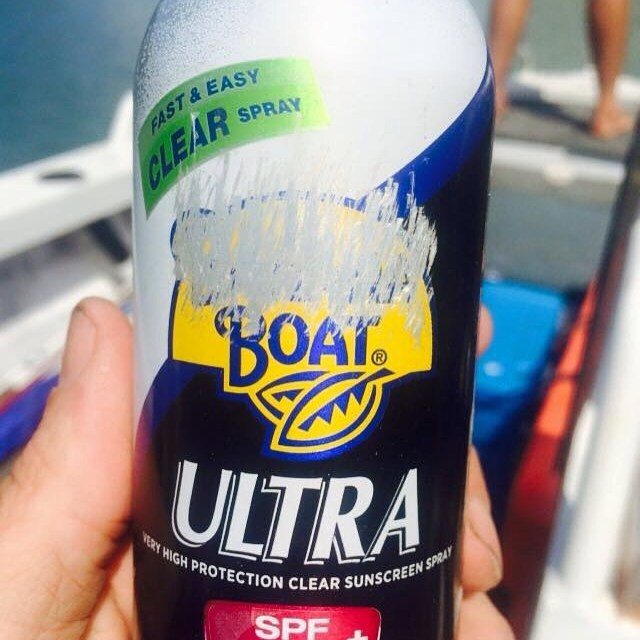 FAST & EASY
CLEAR SPRAY
BOAT®
ULTRA
VERY HIGH PROTECTION CLEAR SUNSCREEN SPRAY
SPF
+